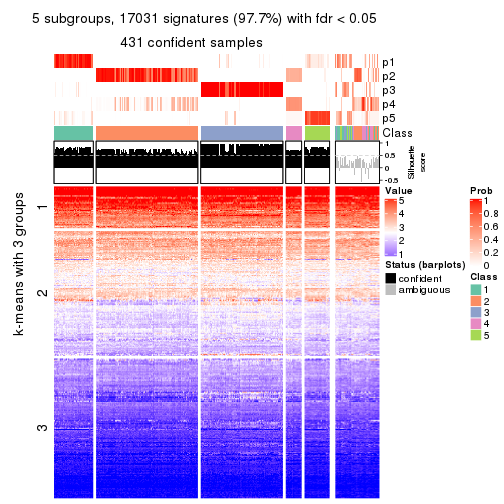 5 subgroups, 17031 signatures (97.7%) with fdr < 0.05
431 confident samples
p1
p2
p3
p4
p5
Class
1
0.5
0
-0.5
Silhouette
score
k-means with 3 groups
1
2
3
Value
5
4
3
2
1
Status (barplots)
confident
ambiguous
Prob
1
0.8
0.6
0.4
0.2
0
Class
1
2
3
4
5